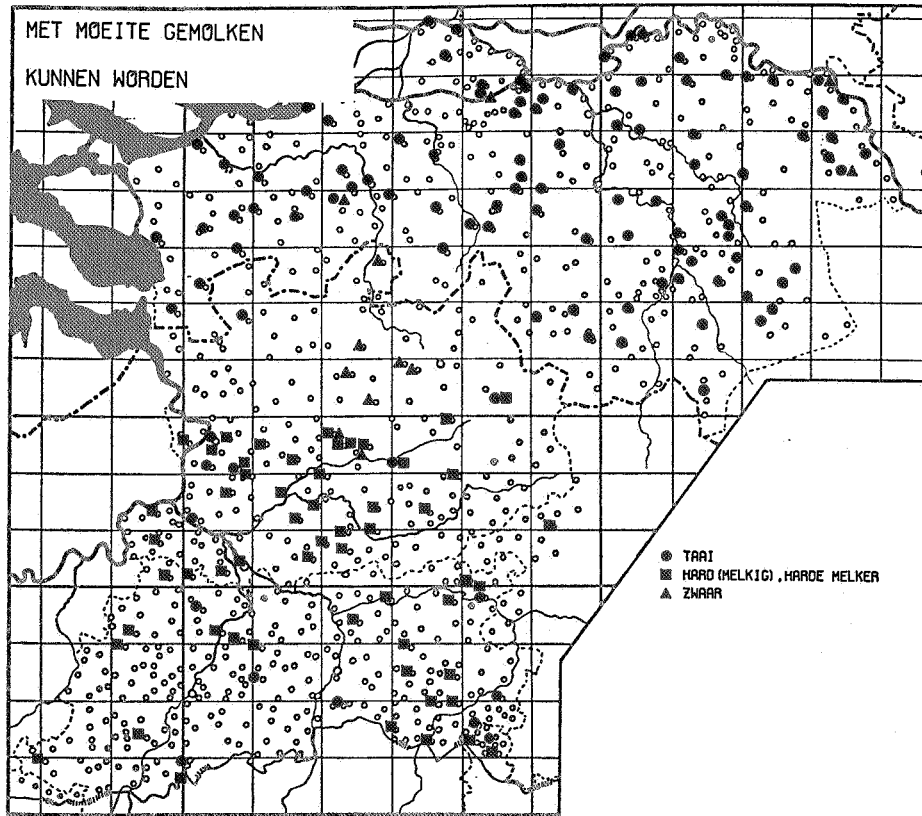 MET MOEITE GEMOLKEN
KUNNEN WORDEN
TAAI
HARD (MELKIG), HARDE MELKER
ZWAAR